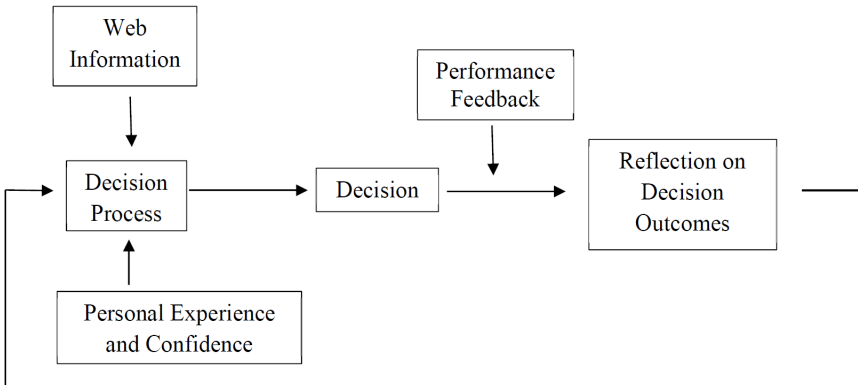 Web
Information
Performance
Feedback
Decision
Process
Decision
Reflection on
Decision
Outcomes
Personal Experience
and Confidence